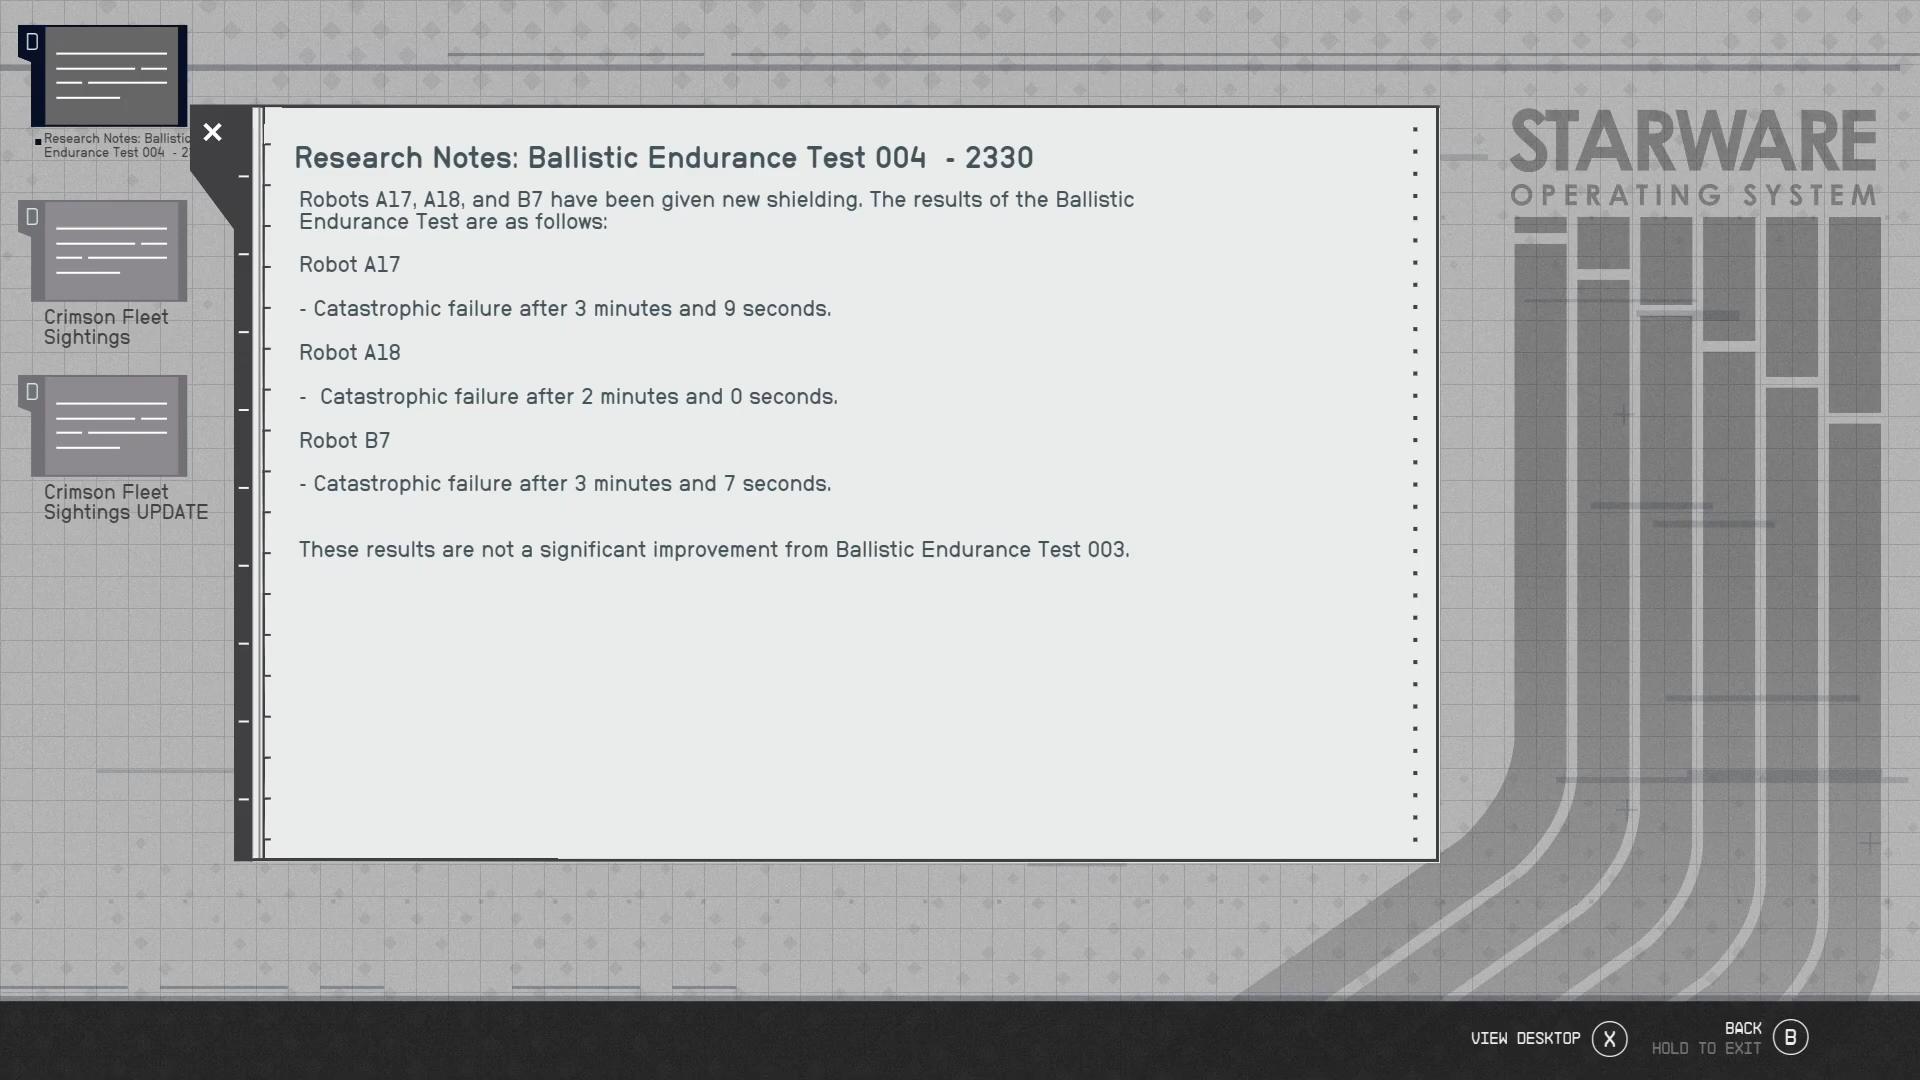 Research Notes: Ballistic
Endurance Test 004 - 2
Crimson Fleet
Sightings
Crimson Fleet
Sightings UPDATE
Research Notes: Ballistic Endurance Test 004 - 2330
Robots A17, A18, and B7 have been given new shielding. The results of the Ballistic
Endurance Test are as follows:
Robot A17
- Catastrophic failure after 3 minutes and 9 seconds.
Robot A18
- Catastrophic failure after 2 minutes and 0 seconds.
Robot B7
- Catastrophic failure after 3 minutes and 7 seconds.
These results are not a significant improvement from Ballistic Endurance Test 003.
STARWARE
OPERATING SYSTEM
VIEW DESKTOP X
BACK B
HOLD TO EXIT